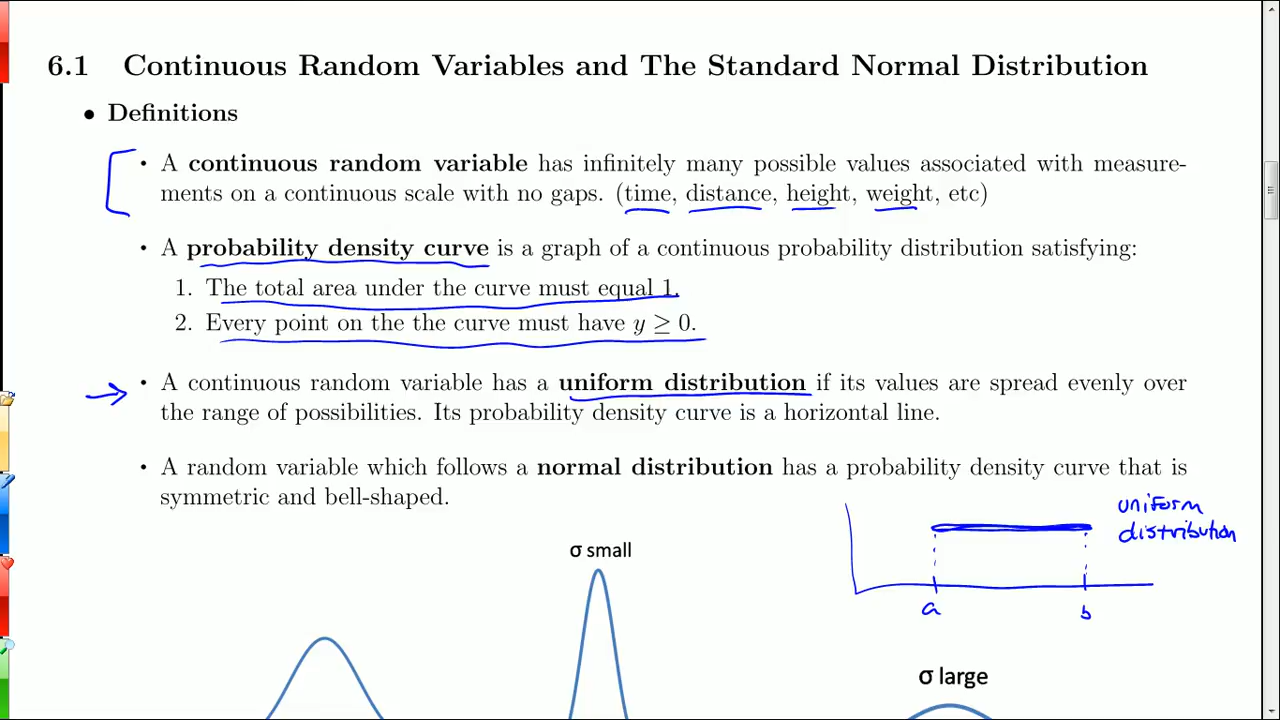 6.1 Continuous Random Variables and The Standard Normal Distribution
• Definitions
· A continuous random variable has infinitely many possible values associated with measure-
ments on a continuous scale with no gaps. (time, distance, height, weight, etc)
· A probability density curve is a graph of a continuous probability distribution satisfying:
1. The total area under the curve must equal 1.
2. Every point on the the curve must have y ≥ 0.
· A continuous random variable has a uniform distribution if its values are spread evenly over
the range of possibilities. Its probability density curve is a horizontal line.
· A random variable which follows a normal distribution has a probability density curve that is
symmetric and bell-shaped.
uniform
distribution
σ small
a
b
σ large